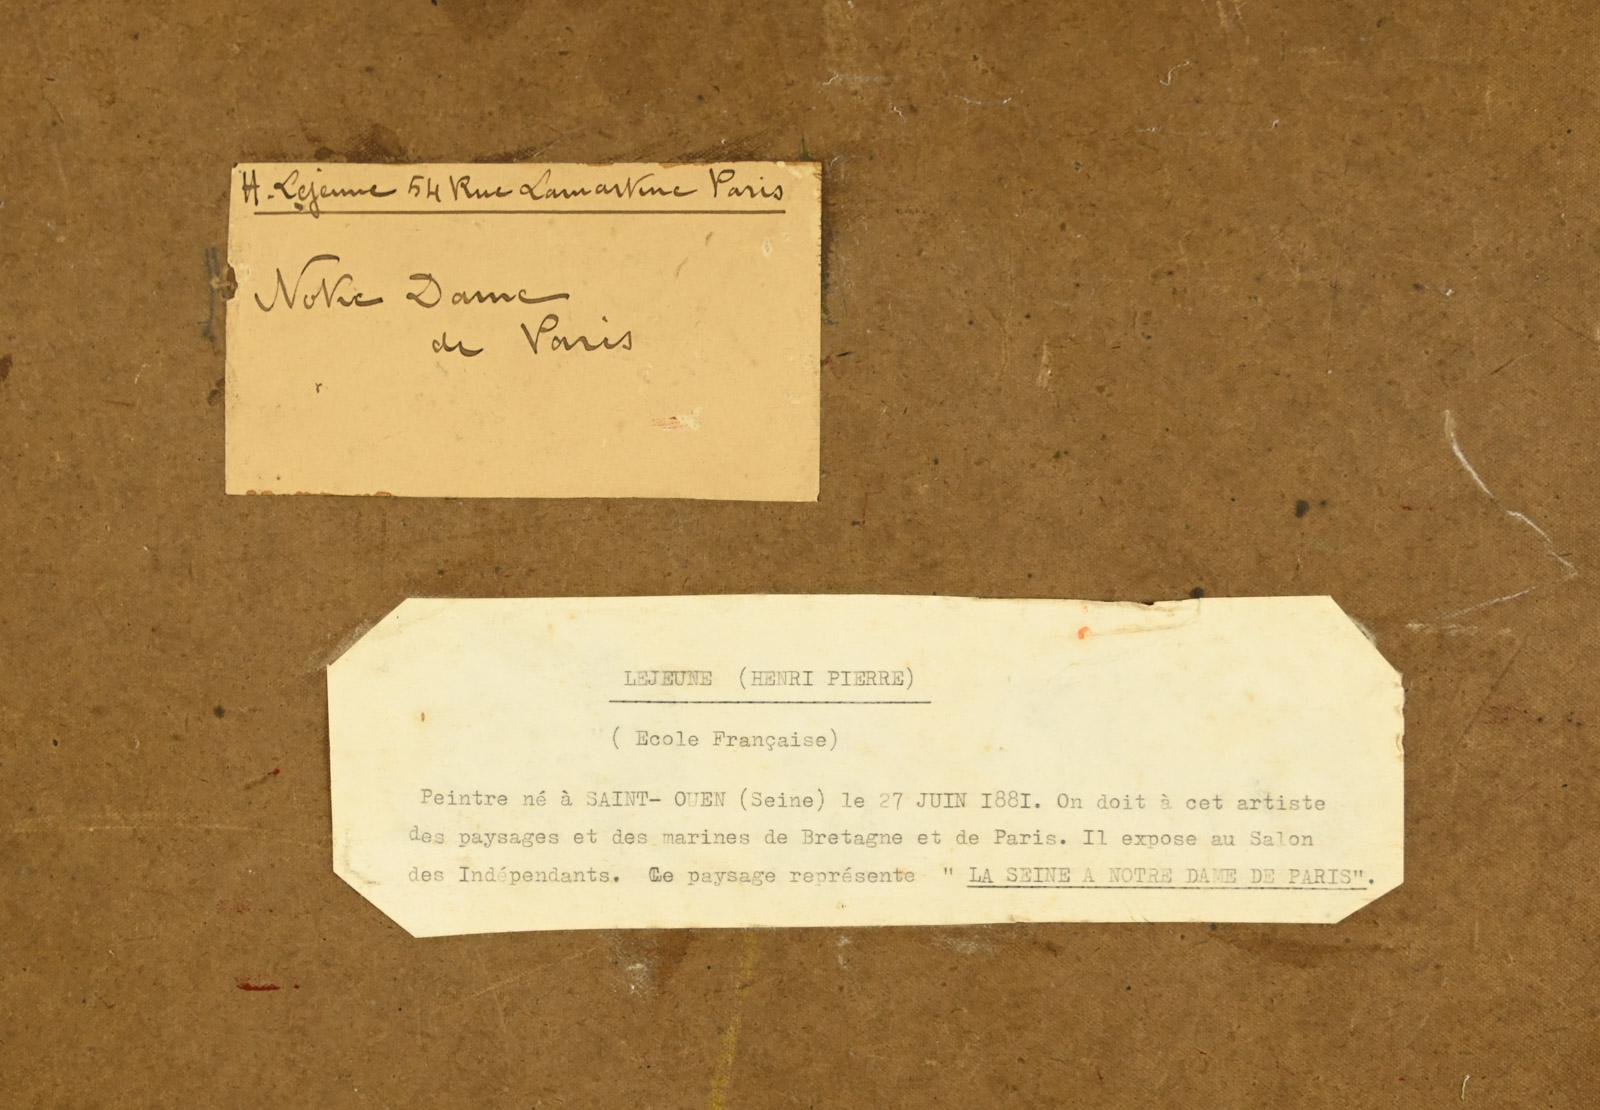 H. Lejeune 54 Rue Lamartine Paris
Notre Dame
de Paris
LEJEUNE (HENRI PIERRE)
( Ecole Française)
Peintre né à SAINT- OUEN (Seine) le 27 JUIN I88I. On doit à cet artiste
des paysages et des marines de Bretagne et de Paris. Il expose au Salon
des Indépendants. Ce paysage représente " LA SEINE A NOTRE DAME DE PARIS".